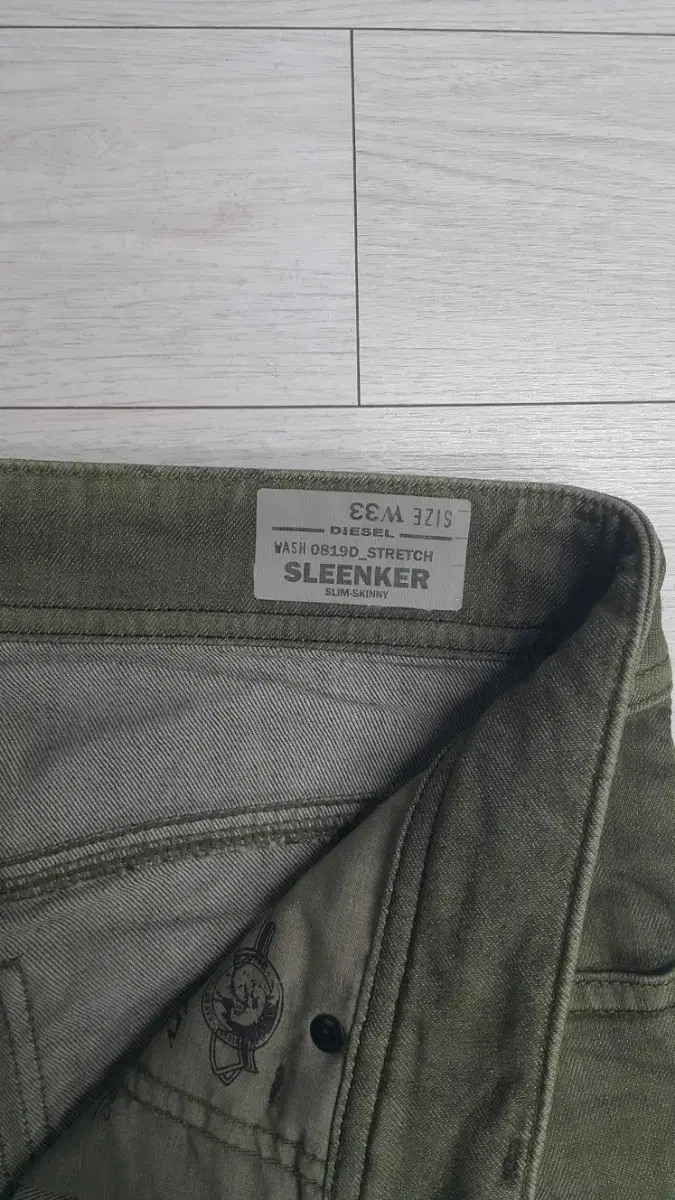 SIZE W33
DIESEL
WASH 0819D_STRETCH
SLEENKER
SLIM-SKINNY